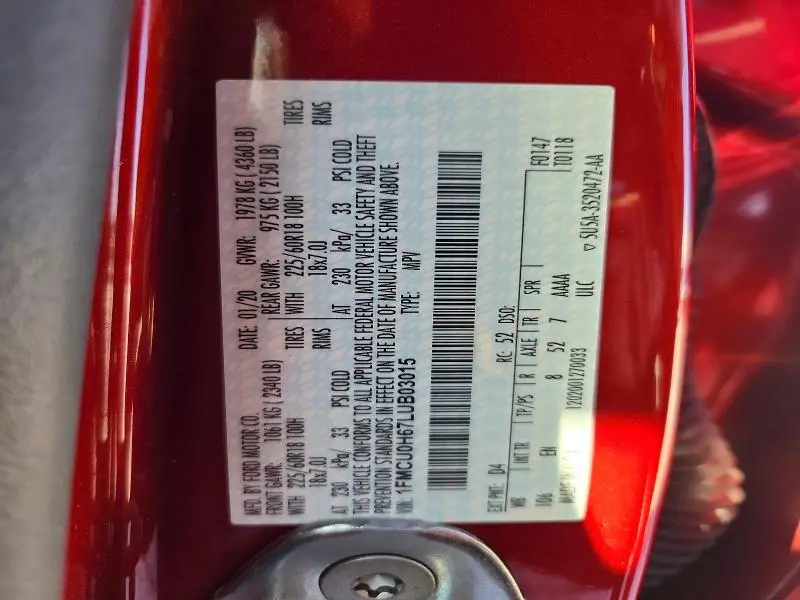 MFD. BY FORD MOTOR CO.
DATE: 01/20 GVWR: 1978 KG ( 4360 LB)
FRONT GAWR: 1061 KG ( 2340 LB) REAR GAWR: 975 KG ( 2150 LB)
WITH 225/60R18 100H TIRES WITH 225/60R18 100H TIRES
18x7.0J RIMS 18x7.0J RIMS
AT 230 kPa/ 33 PSI COLD AT 230 kPa/ 33 PSI COLD
THIS VEHICLE CONFORMS TO ALL APPLICABLE FEDERAL MOTOR VEHICLE SAFETY AND THEFT
PREVENTION STANDARDS IN EFFECT ON THE DATE OF MANUFACTURE SHOWN ABOVE.
VIN: 1FMCU0H67LUB03015 TYPE: MPV
EXT PNT: D4 RC: 52 DSO: F0147
WB INT TR TP/PS R AXLE TR SPR T0118
106 EN 8 52 7 AAAA
MADE 1202001270033 ULC ▽ SU5A-3520472-AA